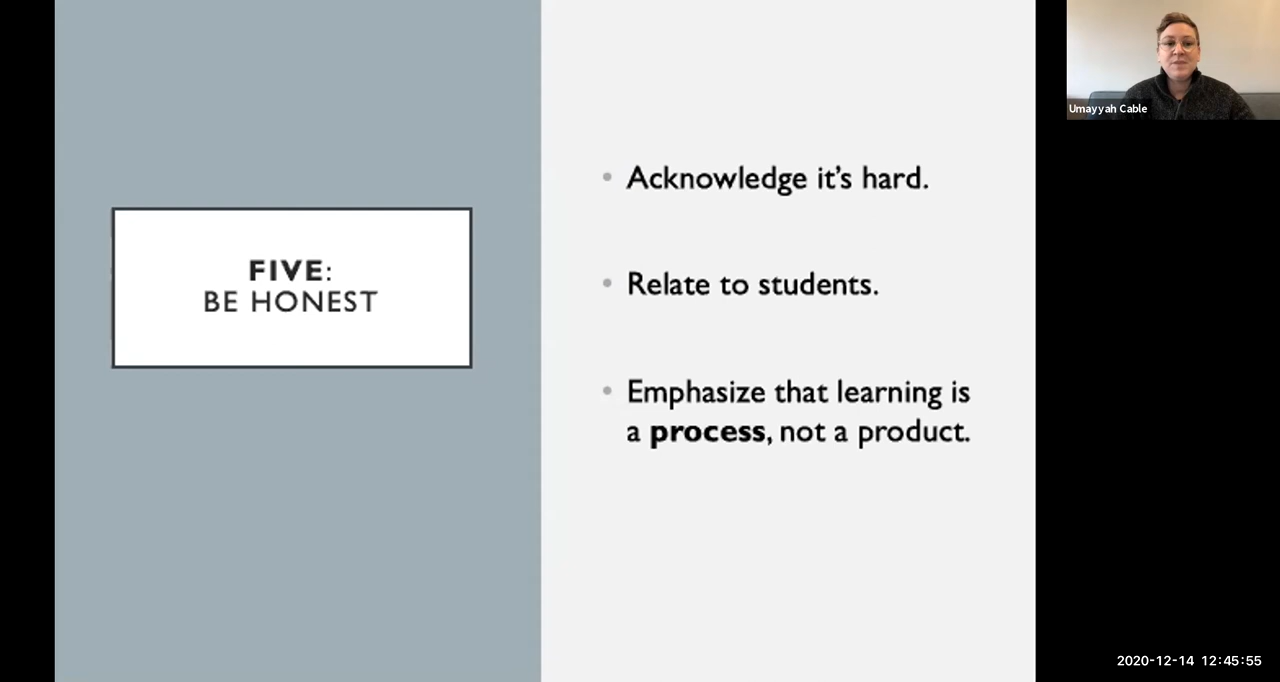 FIVE:
BE HONEST
• Acknowledge it’s hard.
• Relate to students.
• Emphasize that learning is
a process, not a product.
Umayyah Cable
2020-12-14 12:45:55